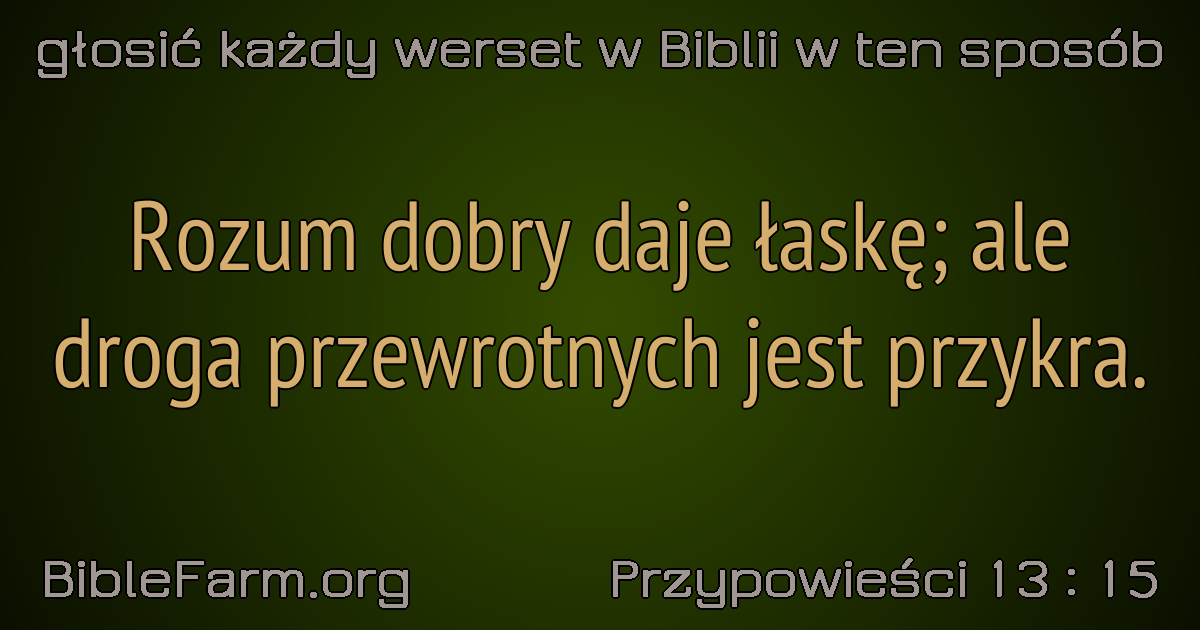 głosić każdy werset w Biblii w ten sposób
Rozum dobry daje łaskę; ale
droga przewrotnych jest przykra.
BibleFarm.org
Przypowieści 13 : 15